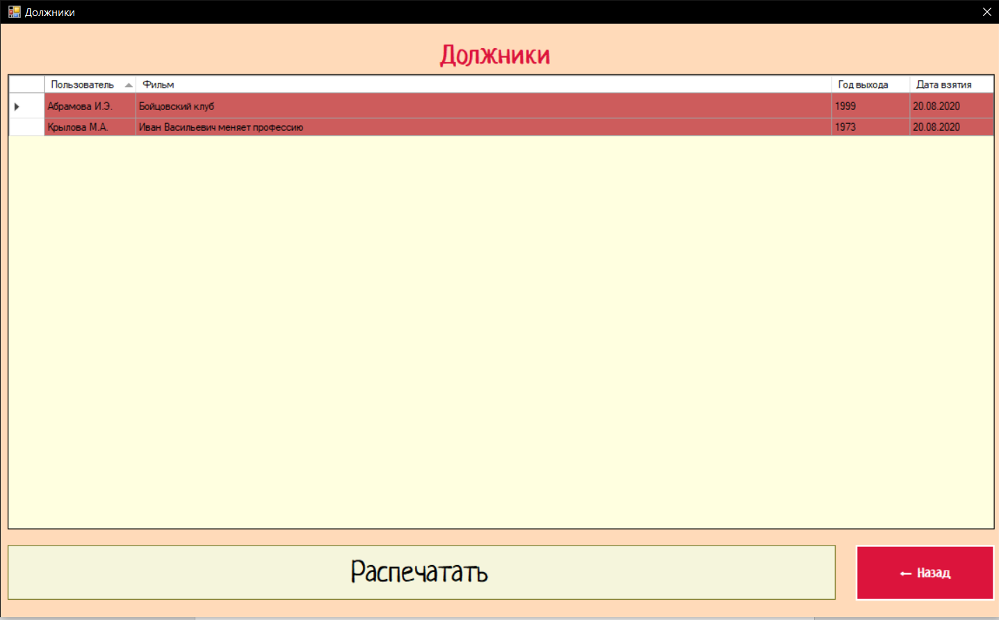 Должники
Должники
Пользователь Фильм Год выхода Дата взятия
Абрамова И.Э. Бойцовский клуб 1999 20.08.2020
Крылова М.А. Иван Васильевич меняет профессию 1973 20.08.2020
Распечатать
← Назад